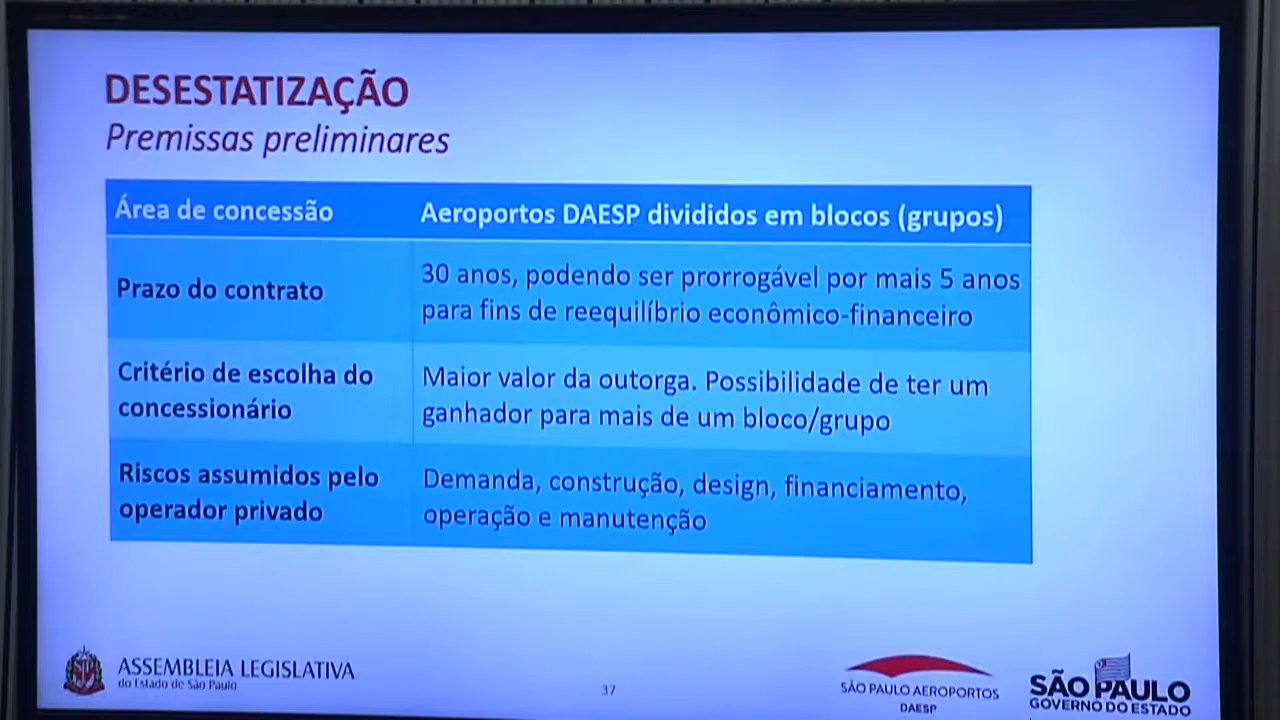 DESESTATIZAÇÃO
Premissas preliminares
Área de concessão
Aeroportos DAESP divididos em blocos (grupos)
Prazo do contrato
30 anos, podendo ser prorrogável por mais 5 anos
para fins de reequilíbrio econômico-financeiro
Critério de escolha do
concessionário
Maior valor da outorga. Possibilidade de ter um
ganhador para mais de um bloco/grupo
Riscos assumidos pelo
operador privado
Demanda, construção, design, financiamento,
operação e manutenção
ASSEMBLEIA LEGISLATIVA
do Estado de São Paulo
37
SÃO PAULO AEROPORTOS
DAESP
SÃO PAULO
GOVERNO DO ESTADO